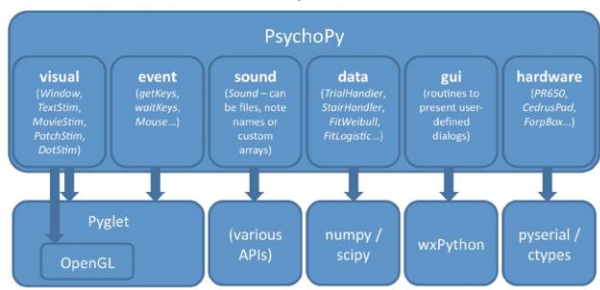 PsychoPy
visual
(Window,
TextStim,
MovieStim,
PatchStim,
DotStim)
event
(getKeys,
waitKeys,
Mouse...)
sound
(Sound – can
be files, note
names or
custom
arrays)
data
(TrialHandler,
StairHandler,
FitWeibull,
FitLogistic...)
gui
(routines to
present user-
defined
dialogs)
hardware
(PR650,
CedrusPad,
ForpBox...)
Pyglet
OpenGL
(various
APIs)
numpy /
scipy
wxPython
pyserial /
ctypes